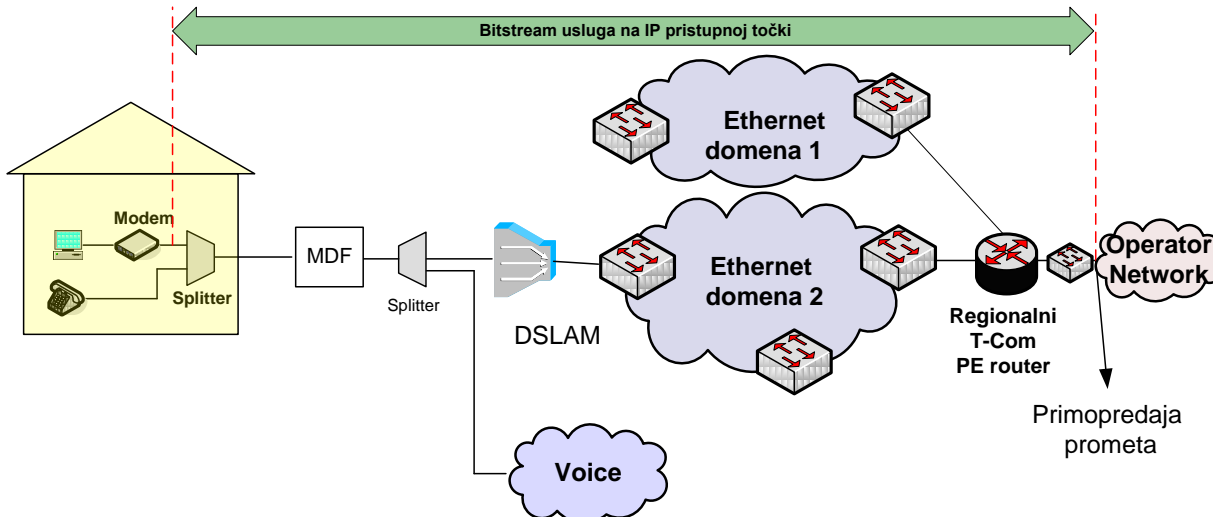 Bitstream usluga na IP pristupnoj točki
Ethernet
domena 1
Modem
Splitter
MDF
Splitter
DSLAM
Ethernet
domena 2
Regionalni
T-Com
PE router
Operator
Network
Primopredaja
prometa
Voice